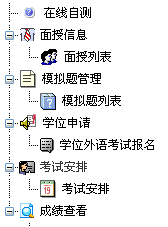 在线自测
面授信息
面授列表
模拟题管理
模拟题列表
学位申请
学位外语考试报名
考试安排
考试安排
成绩查看